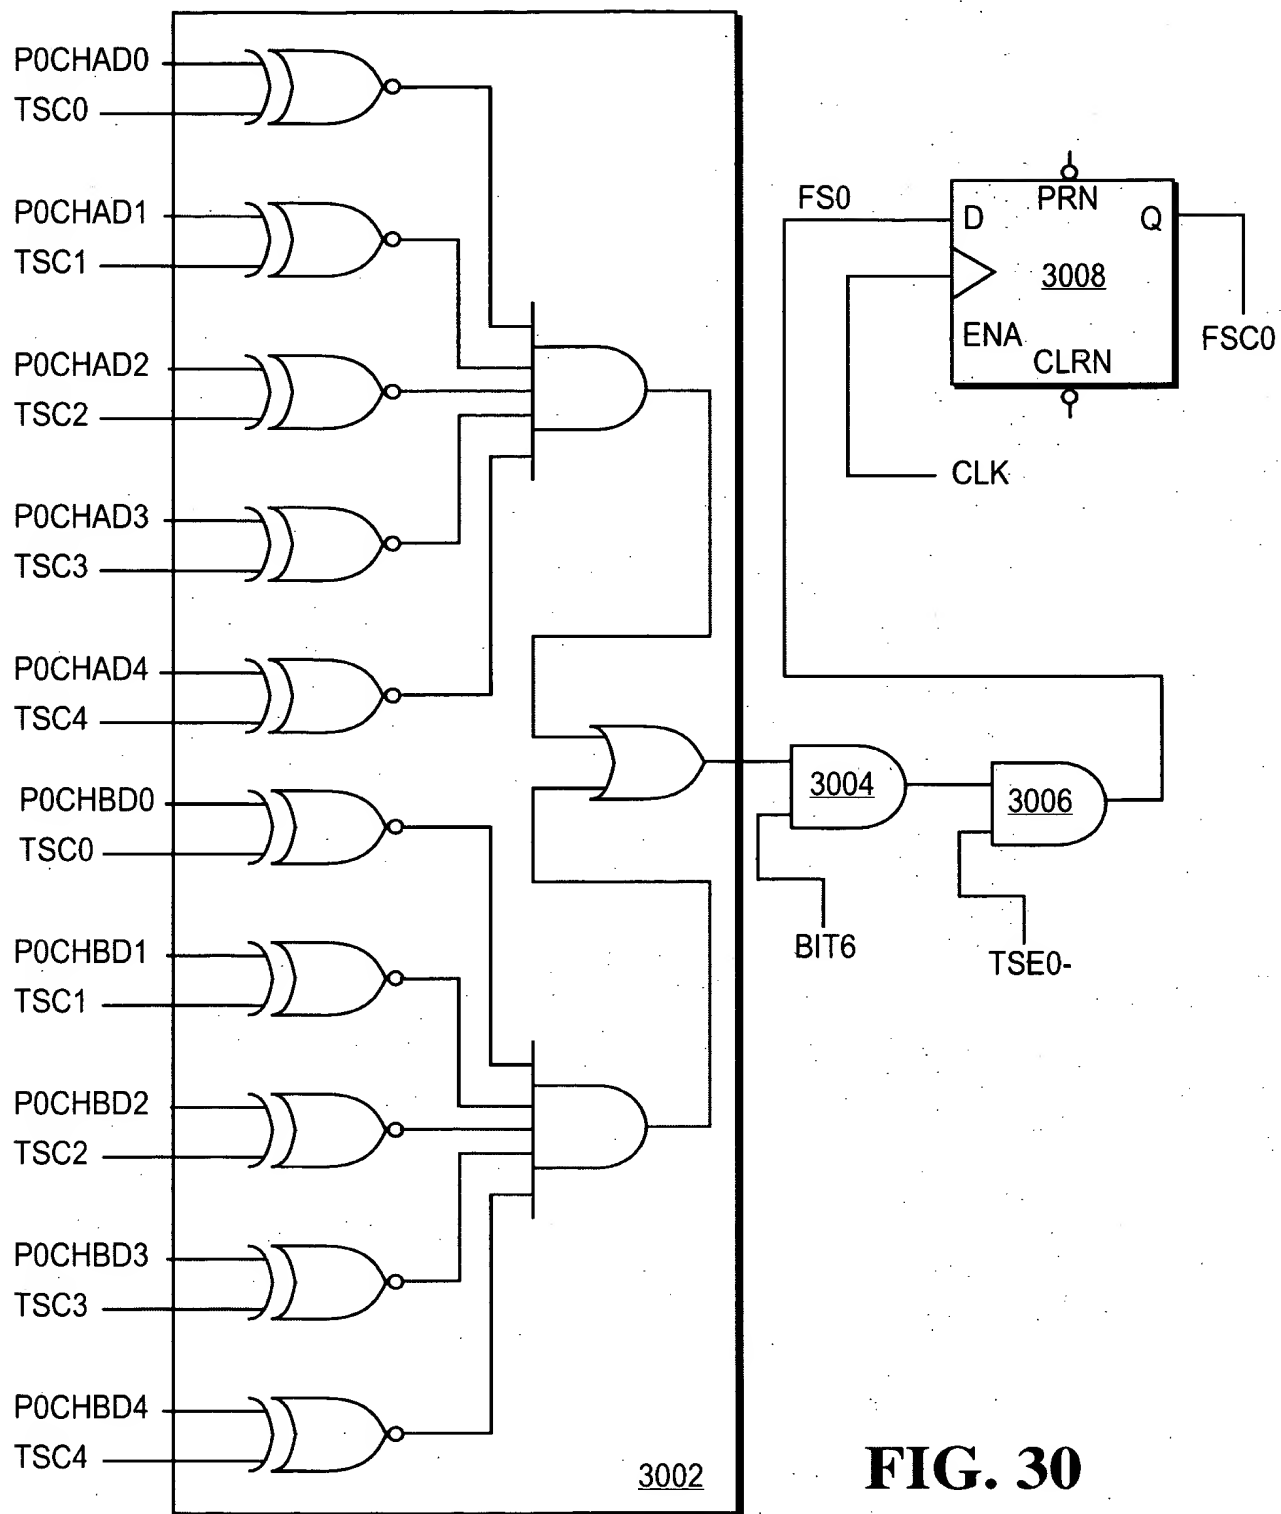 P0CHAD0
TSC0
P0CHAD1
TSC1
P0CHAD2
TSC2
P0CHAD3
TSC3
P0CHAD4
TSC4
P0CHBD0
TSC0
P0CHBD1
TSC1
P0CHBD2
TSC2
P0CHBD3
TSC3
P0CHBD4
TSC4
3002
3004
BIT6
3006
TSE0-
FS0
D
PRN
Q
3008
ENA
CLRN
FSC0
CLK
FIG. 30